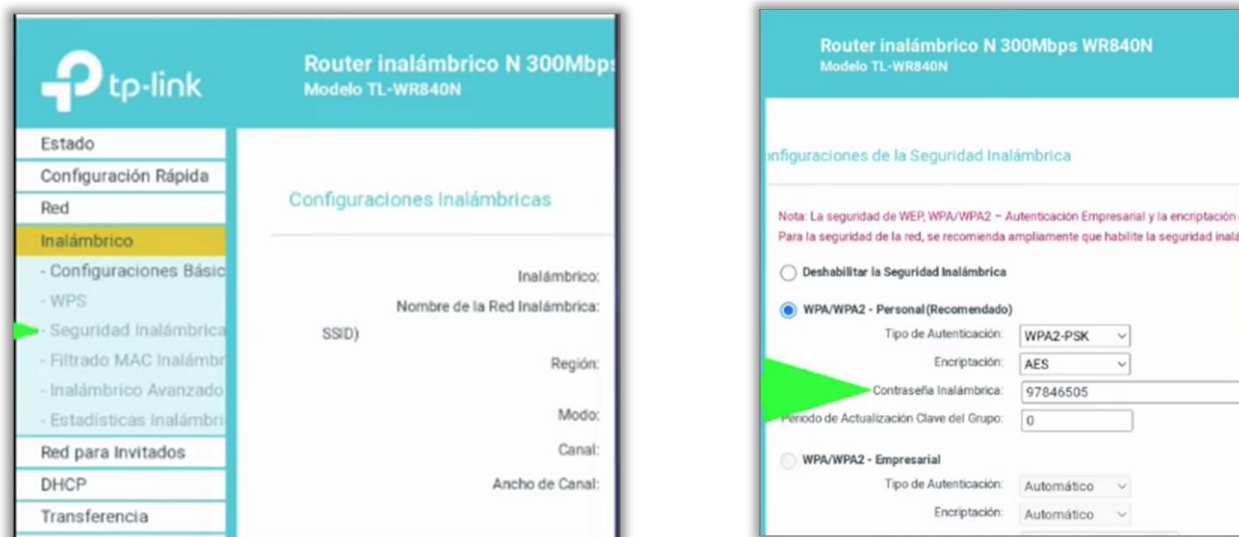 tp-link
Router inalámbrico N 300Mbps
Modelo TL-WR840N
Estado
Configuración Rápida
Red
Inalámbrico
- Configuraciones Básic
- WPS
- Seguridad Inalámbrica
- Filtrado MAC Inalámbr
- Inalámbrico Avanzado
- Estadísticas Inalámbri
Red para Invitados
DHCP
Transferencia
Configuraciones Inalámbricas
Inalámbrico:
Nombre de la Red Inalámbrica:
SSID)
Región:
Modo:
Canal:
Ancho de Canal:
Router inalámbrico N 300Mbps WR840N
Modelo TL-WR840N
onfiguraciones de la Seguridad Inalámbrica
Nota: La seguridad de WEP, WPA/WPA2 – Autenticación Empresarial y la encriptación
Para la seguridad de la red, se recomienda ampliamente que habilite la seguridad inalá
Deshabilitar la Seguridad Inalámbrica
WPA/WPA2 - Personal(Recomendado)
Tipo de Autenticación: WPA2-PSK
Encriptación: AES
Contraseña Inalámbrica: 97846505
Periodo de Actualización Clave del Grupo: 0
WPA/WPA2 - Empresarial
Tipo de Autenticación: Automático
Encriptación: Automático